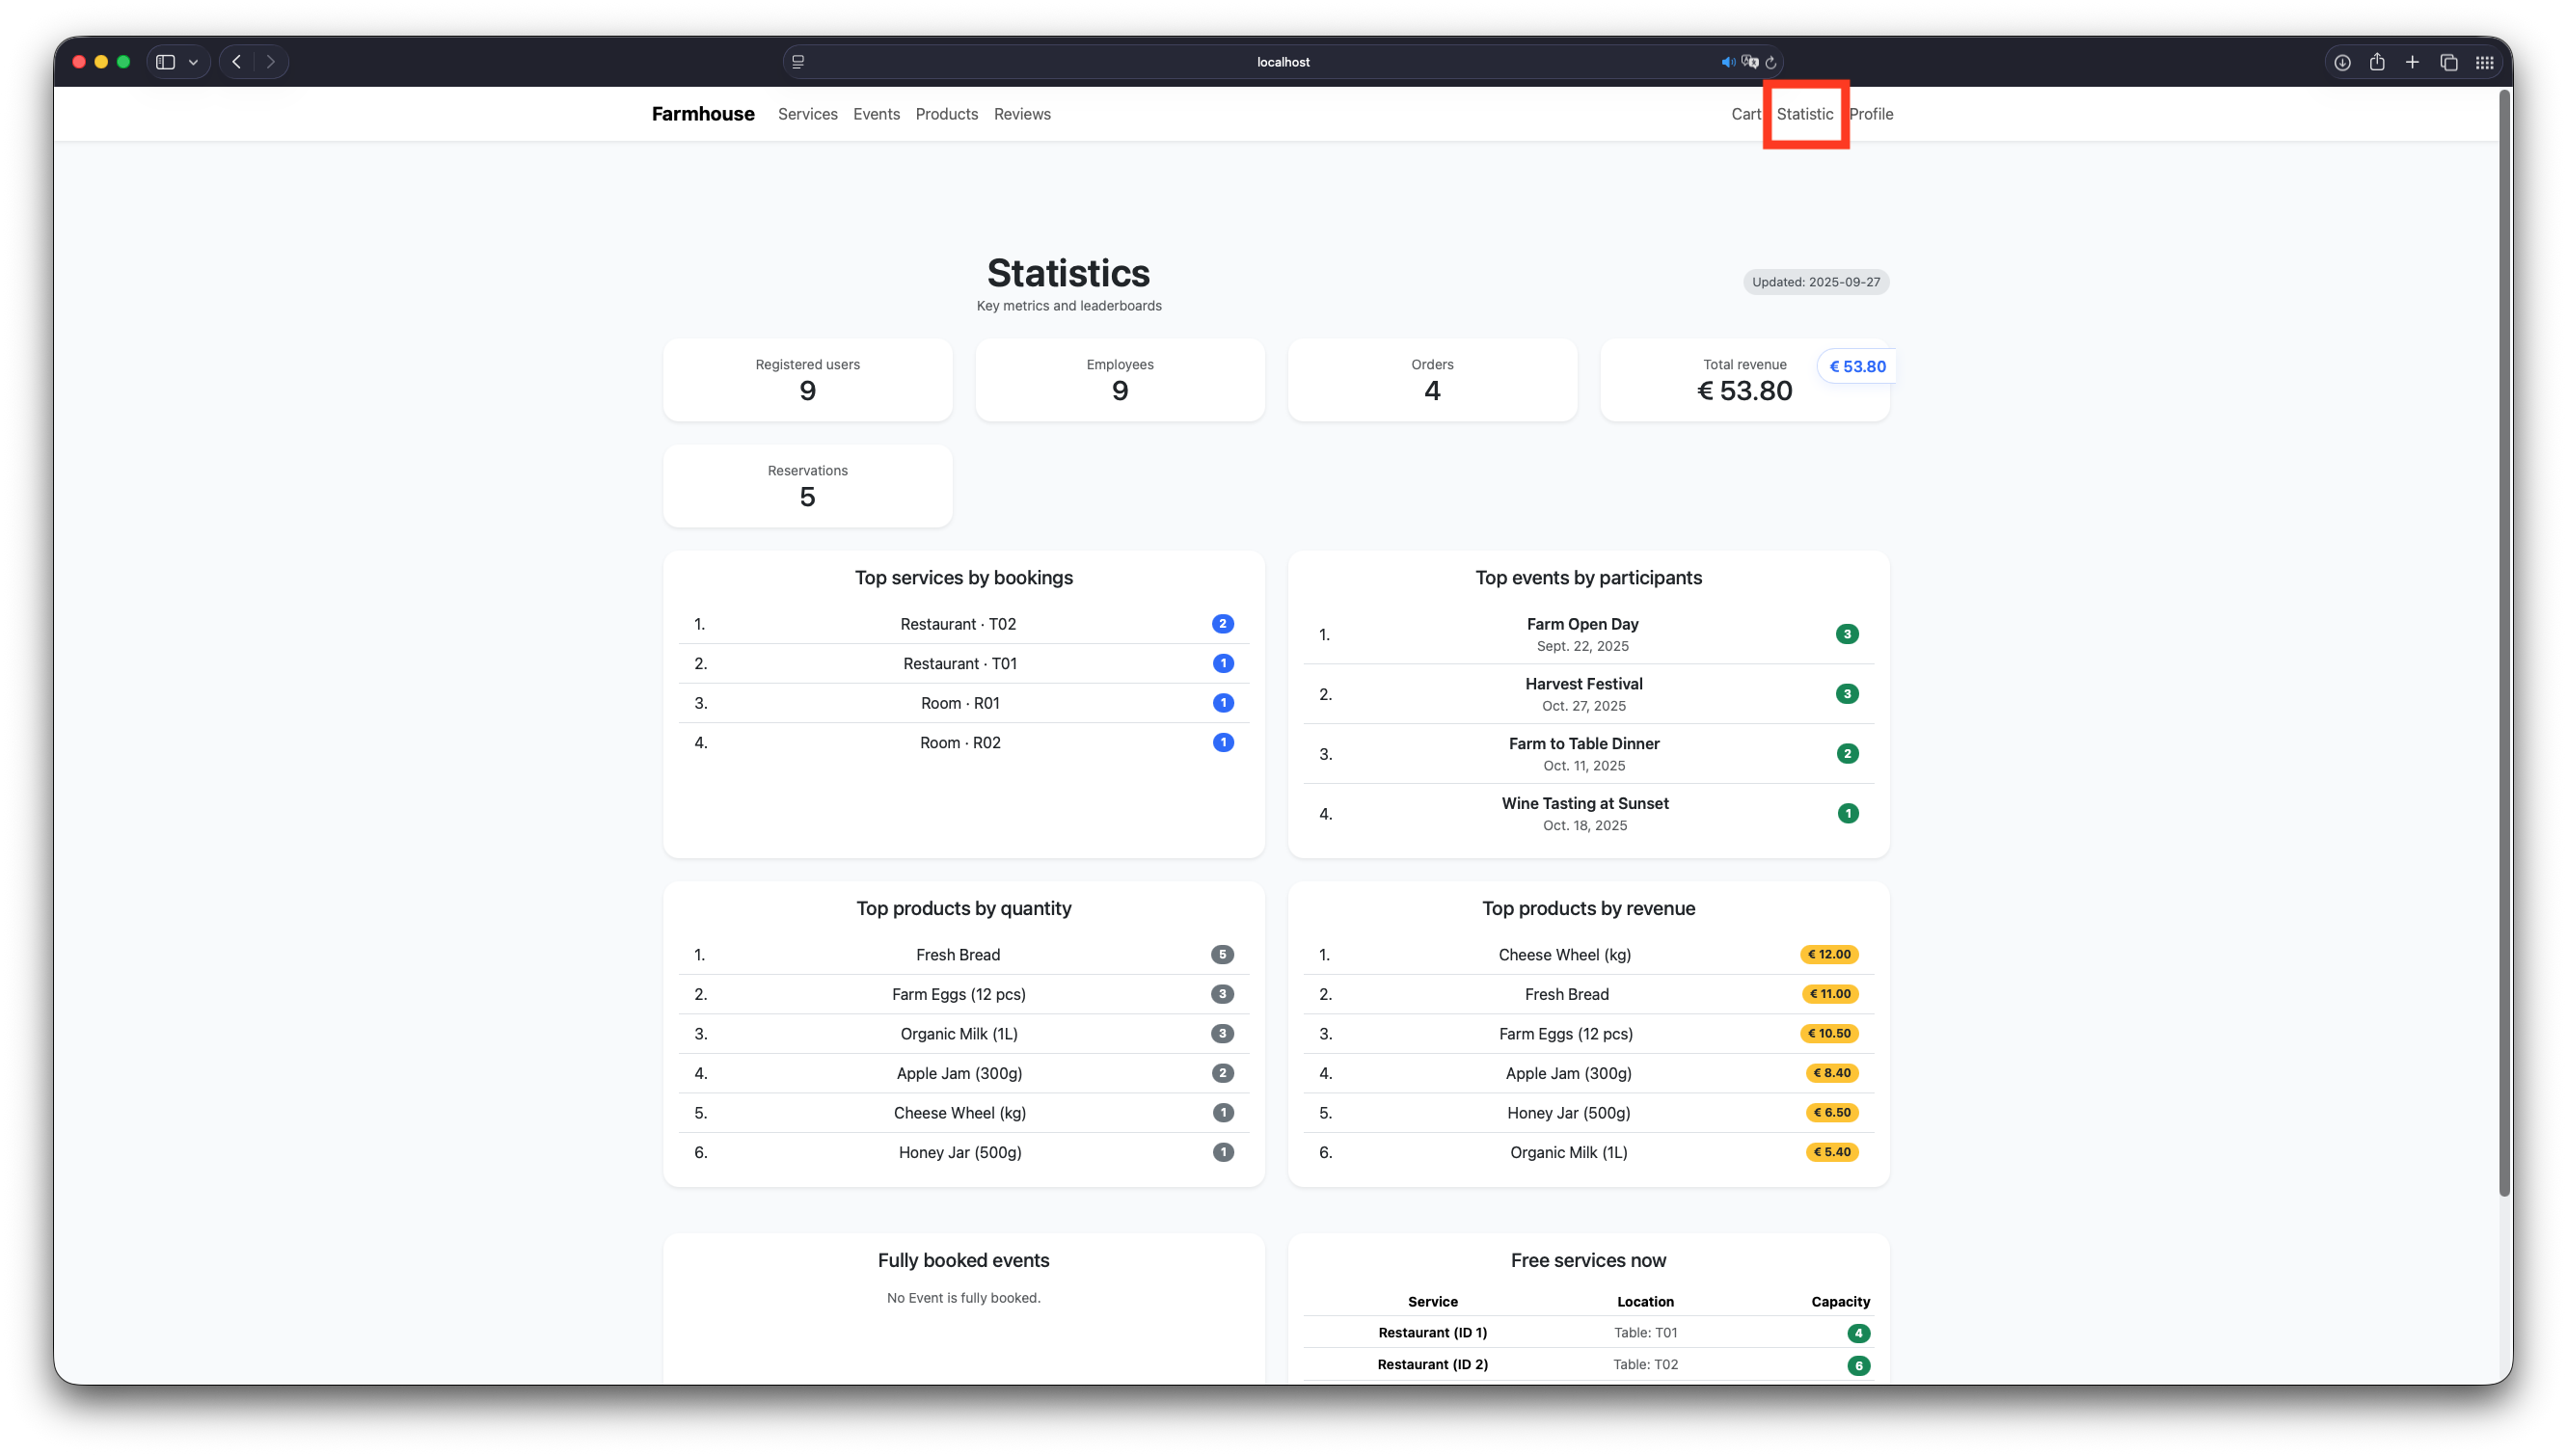 localhost
Farmhouse Services Events Products Reviews Cart Statistic Profile
Statistics
Key metrics and leaderboards
Updated: 2025-09-27
Registered users
9
Employees
9
Orders
4
Total revenue
€ 53.80
€ 53.80
Reservations
5
Top services by bookings
1. Restaurant · T02 2
2. Restaurant · T01 1
3. Room · R01 1
4. Room · R02 1
Top events by participants
1. Farm Open Day 3
Sept. 22, 2025
2. Harvest Festival 3
Oct. 27, 2025
3. Farm to Table Dinner 2
Oct. 11, 2025
4. Wine Tasting at Sunset 1
Oct. 18, 2025
Top products by quantity
1. Fresh Bread 5
2. Farm Eggs (12 pcs) 3
3. Organic Milk (1L) 3
4. Apple Jam (300g) 2
5. Cheese Wheel (kg) 1
6. Honey Jar (500g) 1
Top products by revenue
1. Cheese Wheel (kg) € 12.00
2. Fresh Bread € 11.00
3. Farm Eggs (12 pcs) € 10.50
4. Apple Jam (300g) € 8.40
5. Honey Jar (500g) € 6.50
6. Organic Milk (1L) € 5.40
Fully booked events
No Event is fully booked.
Free services now
Service Location Capacity
Restaurant (ID 1) Table: T01 4
Restaurant (ID 2) Table: T02 6